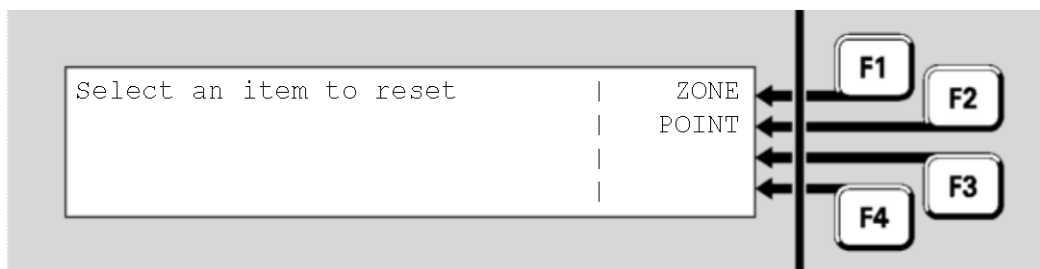 Select an item to reset | ZONE
| POINT
|
|
F1
F2
F3
F4